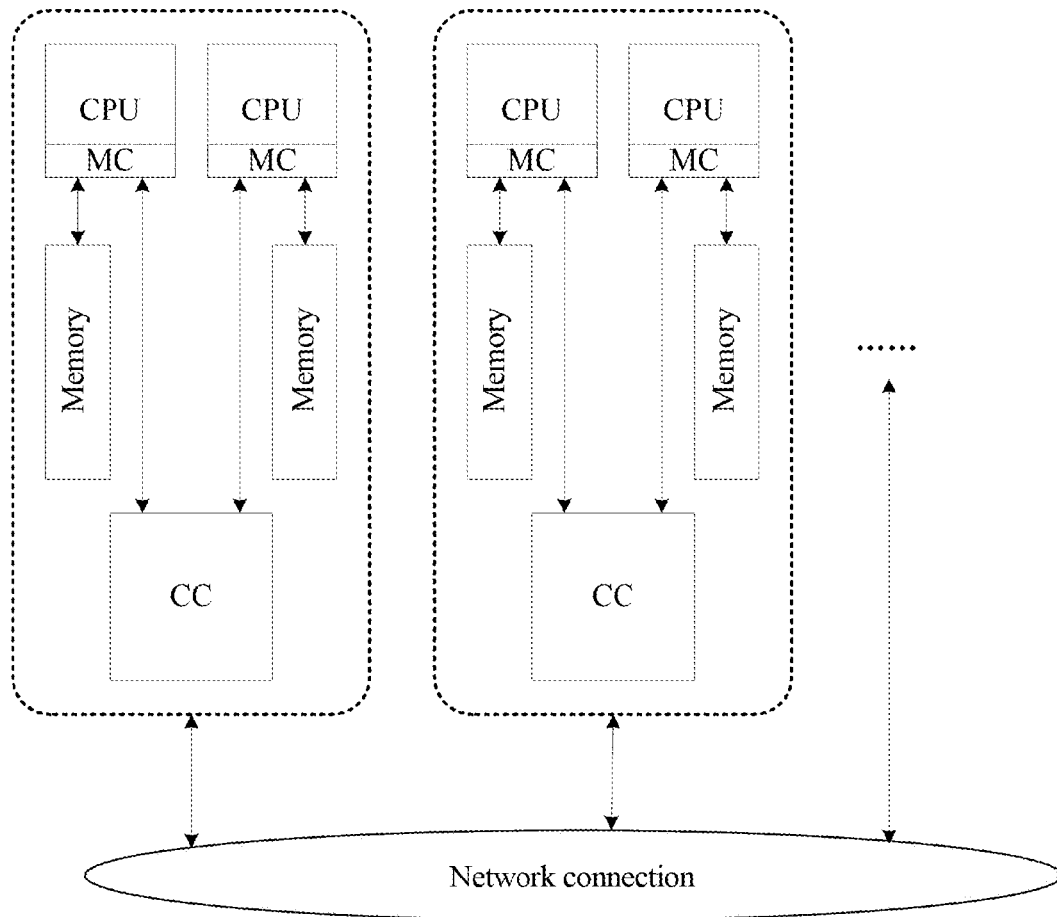 CPU
CPU
CPU
CPU
MC
MC
MC
MC
Memory
Memory
Memory
Memory
......
CC
CC
Network connection